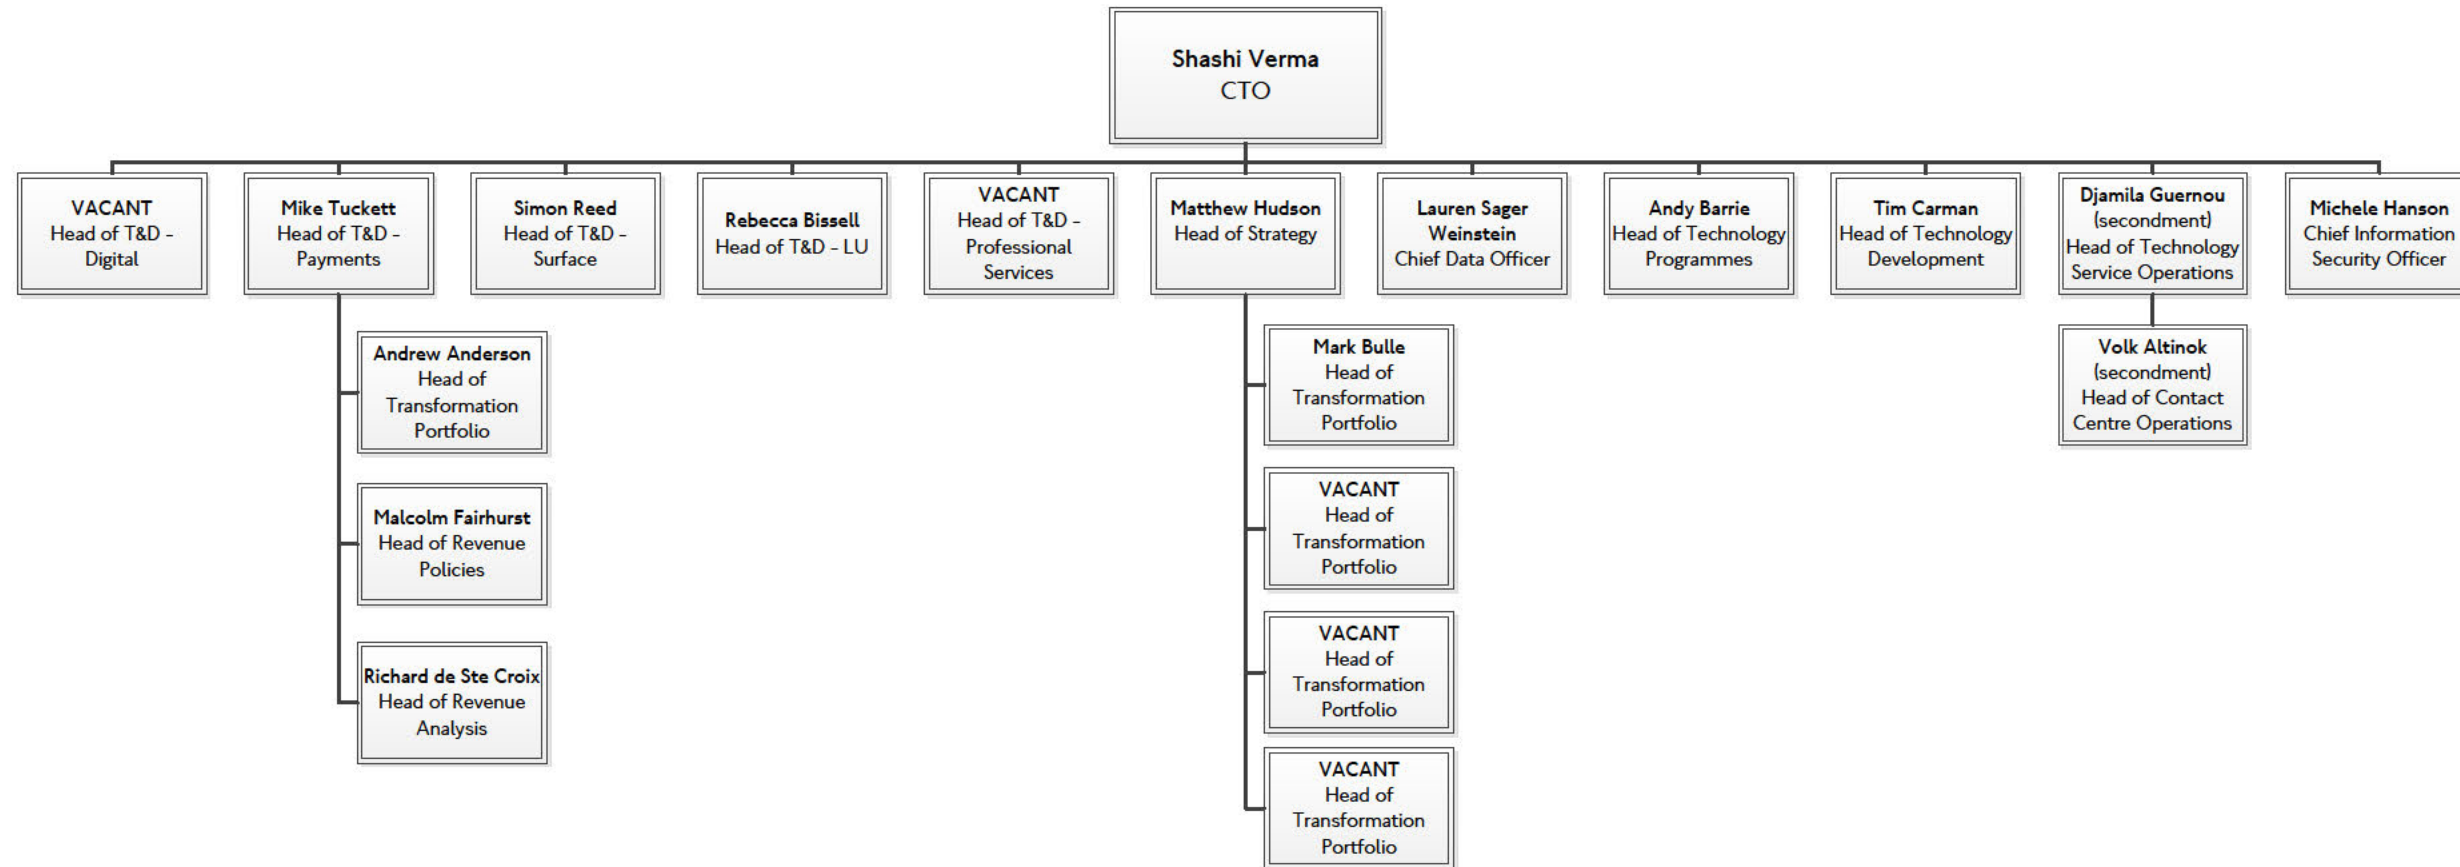 Shashi Verma
CTO
VACANT
Head of T&D -
Digital
Mike Tuckett
Head of T&D -
Payments
Simon Reed
Head of T&D -
Surface
Rebecca Bissell
Head of T&D - LU
VACANT
Head of T&D -
Professional
Services
Matthew Hudson
Head of Strategy
Lauren Sager
Weinstein
Chief Data Officer
Andy Barrie
Head of Technology
Programmes
Tim Carman
Head of Technology
Development
Djamila Guernou
(secondment)
Head of Technology
Service Operations
Michele Hanson
Chief Information
Security Officer
Andrew Anderson
Head of
Transformation
Portfolio
Malcolm Fairhurst
Head of Revenue
Policies
Richard de Ste Croix
Head of Revenue
Analysis
Mark Bulle
Head of
Transformation
Portfolio
VACANT
Head of
Transformation
Portfolio
VACANT
Head of
Transformation
Portfolio
VACANT
Head of
Transformation
Portfolio
Volk Altinok
(secondment)
Head of Contact
Centre Operations